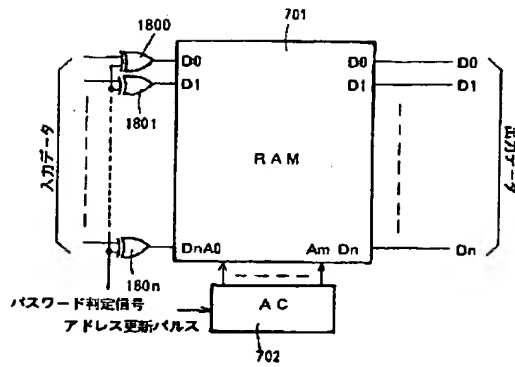 1800
701
D0
D0
D0
D1
D1
D1
1801
入力データ
RAM
出力データ
DnA0
Am Dn
Dn
180n
パスワード判定信号
アドレス更新パルス
AC
702